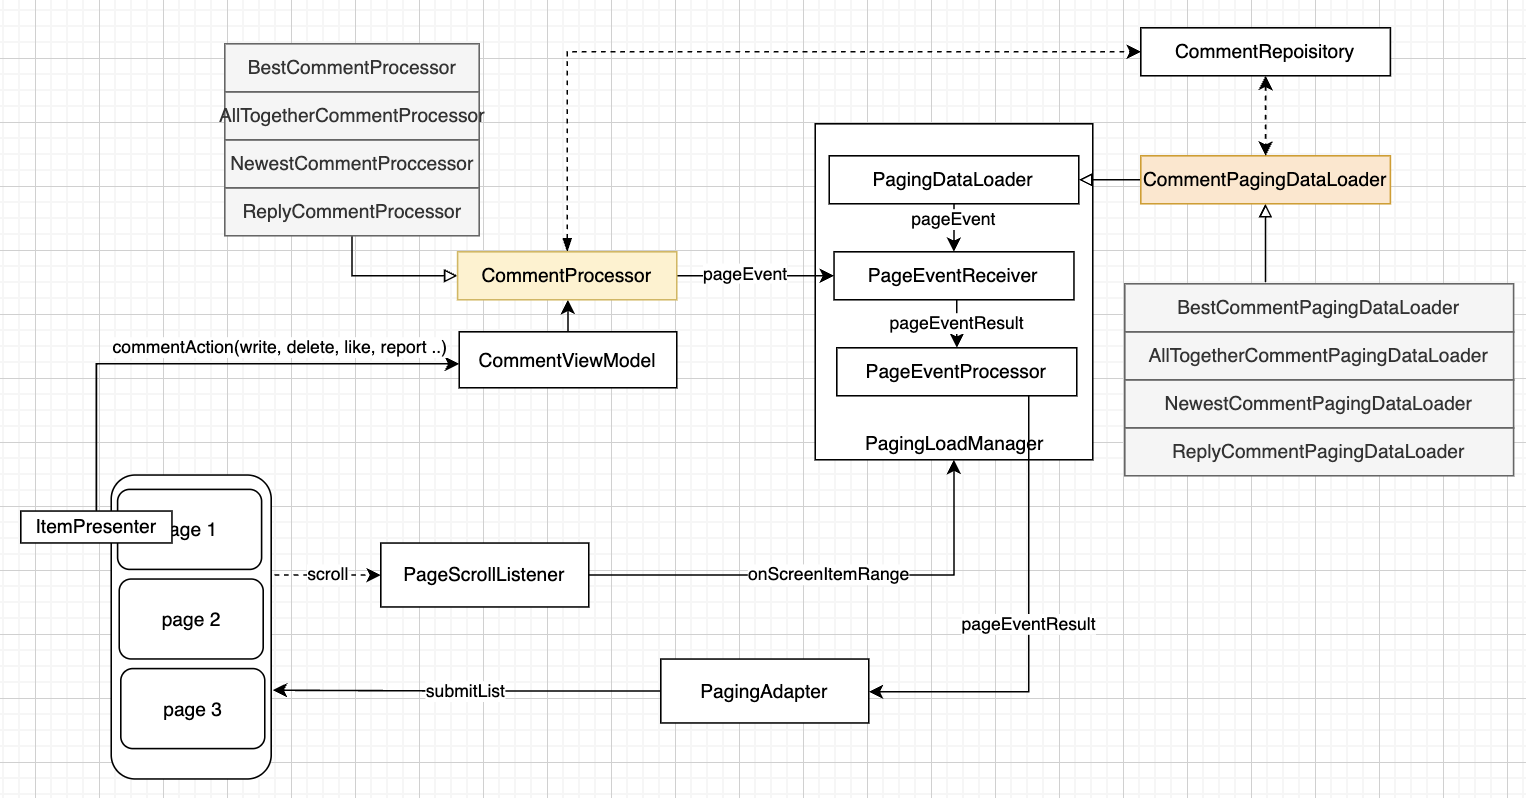 CommentRepoisitory
BestCommentProcessor
AllTogetherCommentProcessor
NewestCommentProccessor
ReplyCommentProcessor
PagingDataLoader
CommentPagingDataLoader
pageEvent
CommentProcessor
pageEvent
PageEventReceiver
BestCommentPagingDataLoader
pageEventResult
commentAction(write, delete, like, report ..)
CommentViewModel
PageEventProcessor
AllTogetherCommentPagingDataLoader
NewestCommentPagingDataLoader
PagingLoadManager
ReplyCommentPagingDataLoader
ItemPresenter
age 1
scroll
PageScrollListener
onScreenItemRange
page 2
pageEventResult
submitList
PagingAdapter
page 3